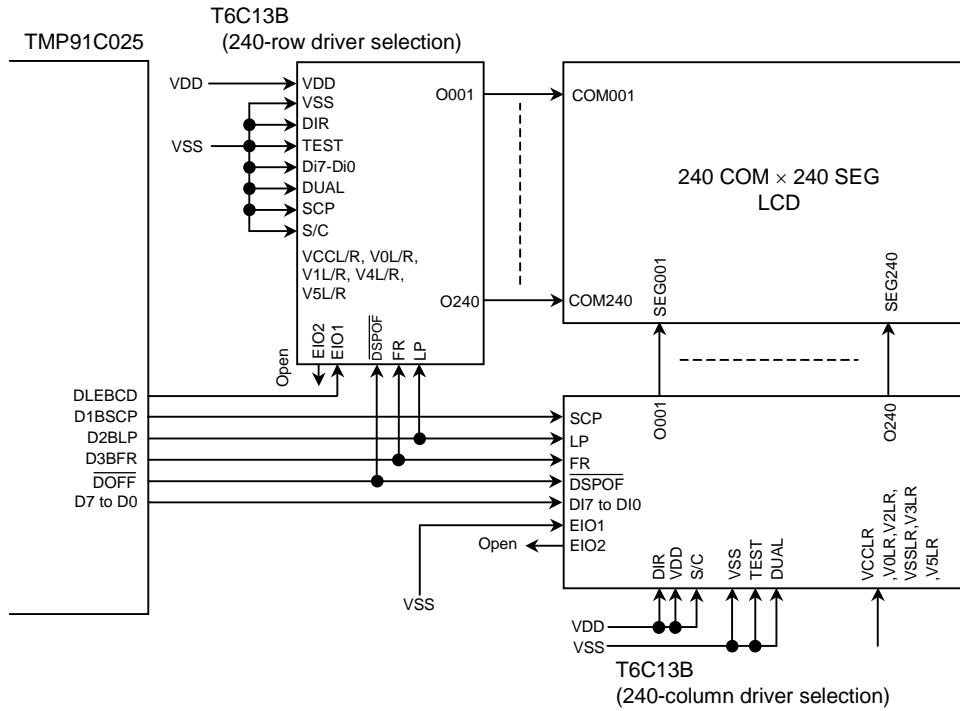 T6C13B
(240-row driver selection)
TMP91C025
VDD
VSS
VDD
VSS
DIR
TEST
Di7-Di0
DUAL
SCP
S/C
VCCL/R, V0L/R,
V1L/R, V4L/R,
V5L/R
O001
O240
Open
EIO2
EIO1
DSPOF
FR
LP
COM001
COM240
240 COM × 240 SEG
LCD
SEG001
SEG240
DLEBCD
D1BSCP
D2BLP
D3BFR
DOFF
D7 to D0
O001
O240
SCP
LP
FR
DSPOF
DI7 to DI0
EIO1
EIO2
Open
VSS
DIR
VDD
S/C
VSS
TEST
DUAL
VCCLR
,V0LR,V2LR,
VSSLR,V3LR
,V5LR
VDD
VSS
T6C13B
(240-column driver selection)